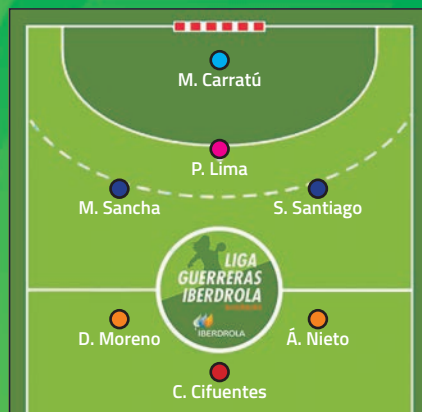 M. Carratú
P. Lima
M. Sancha
S. Santiago
LIGA
GUERRERAS
IBERDROLA
IBERDROLA
D. Moreno
Á. Nieto
C. Cifuentes